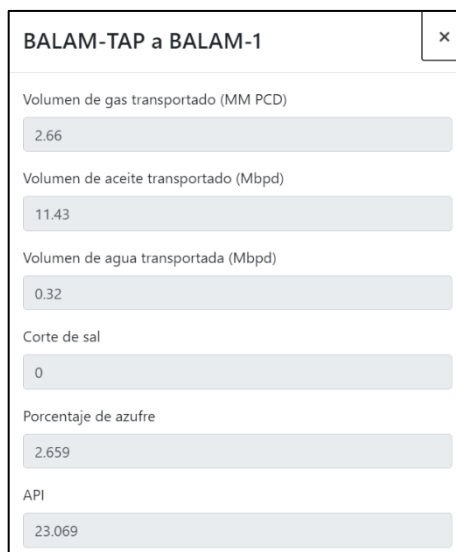 BALAM-TAP a BALAM-1
×
Volumen de gas transportado (MM PCD)
2.66
Volumen de aceite transportado (Mbpd)
11.43
Volumen de agua transportada (Mbpd)
0.32
Corte de sal
0
Porcentaje de azufre
2.659
API
23.069